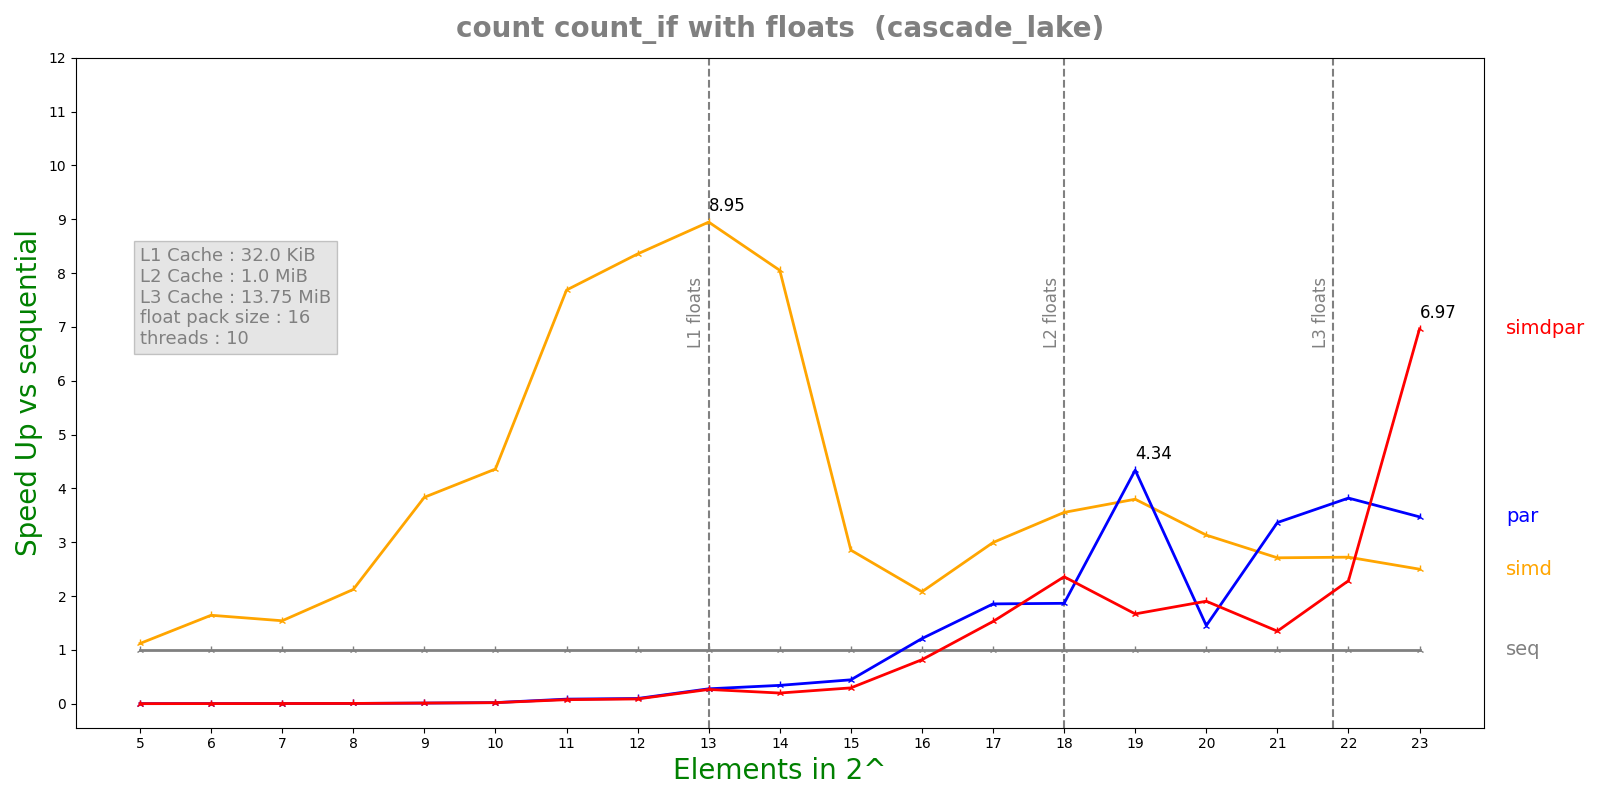 count count_if with floats  (cascade_lake)
Speed Up vs sequential
12
11
10
9
8
7
6
5
4
3
2
1
0
L1 Cache : 32.0 KiB
L2 Cache : 1.0 MiB
L3 Cache : 13.75 MiB
float pack size : 16
threads : 10
8.95
4.34
6.97
L1 floats
L2 floats
L3 floats
simdpar
par
simd
seq
5 6 7 8 9 10 11 12 13 14 15 16 17 18 19 20 21 22 23
Elements in 2^